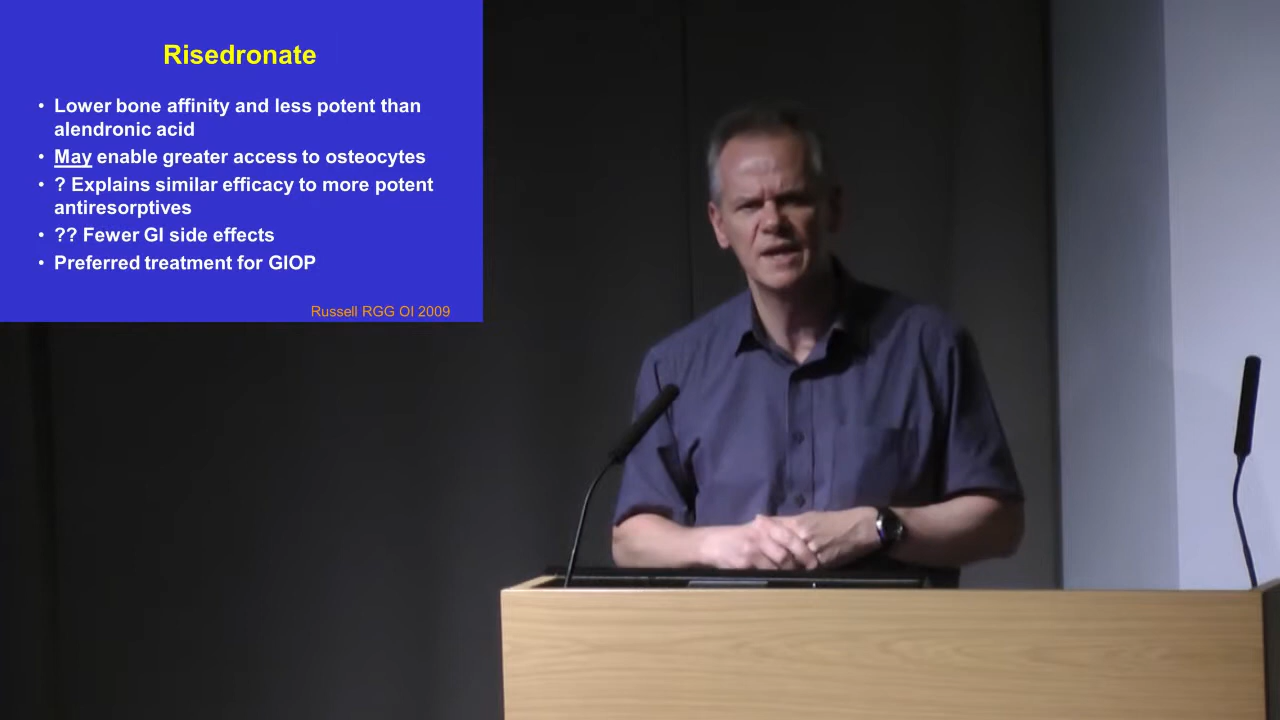 Risedronate
• Lower bone affinity and less potent than
alendronic acid
• May enable greater access to osteocytes
• ? Explains similar efficacy to more potent
antiresorptives
• ?? Fewer GI side effects
• Preferred treatment for GIOP
Russell RGG OI 2009